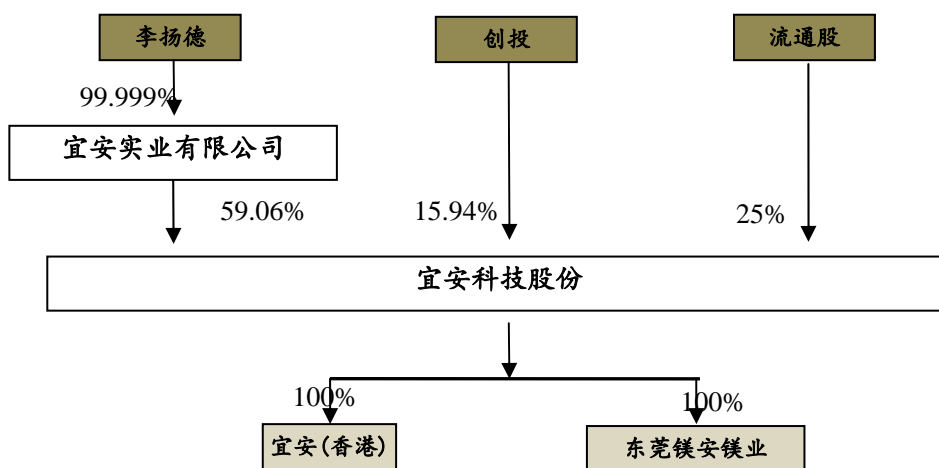 李扬德
创投
流通股
99.999%
宜安实业有限公司
59.06%
15.94%
25%
宜安科技股份
100%
100%
宜安(香港)
东莞镁安镁业